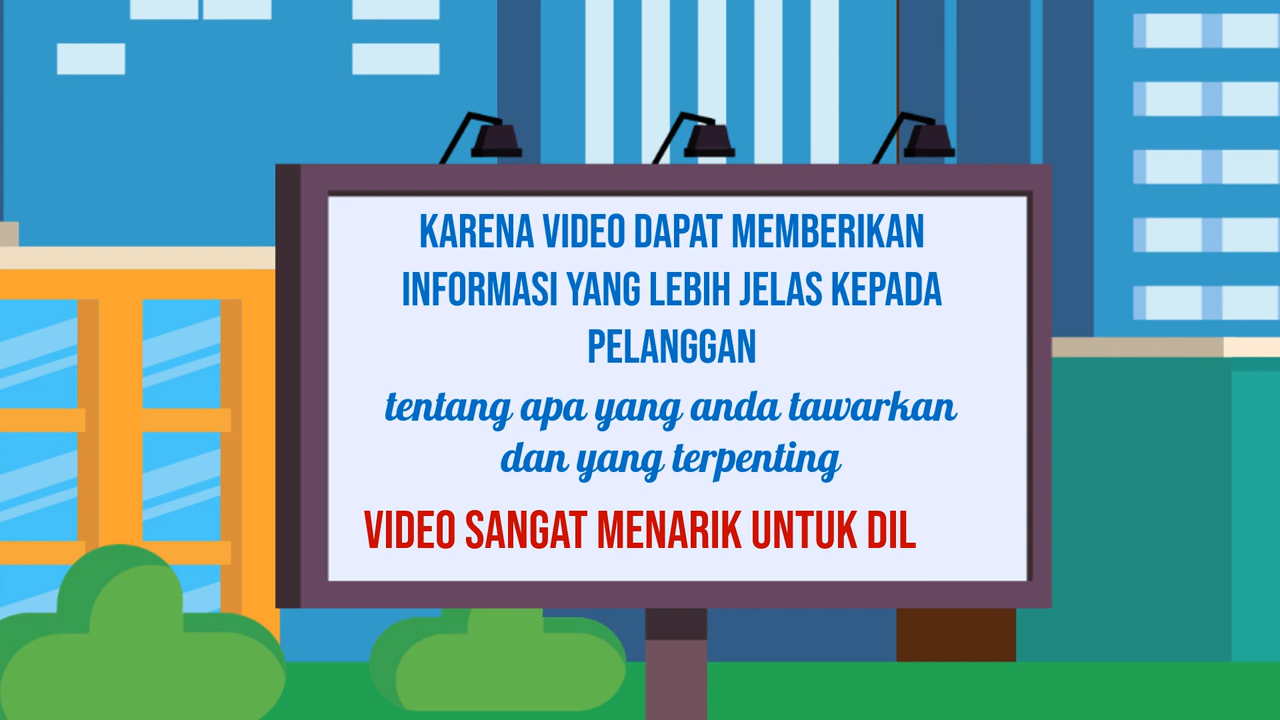 KARENA VIDEO DAPAT MEMBERIKAN
INFORMASI YANG LEBIH JELAS KEPADA
PELANGGAN
tentang apa yang anda tawarkan
dan yang terpenting
VIDEO SANGAT MENARIK UNTUK DIL